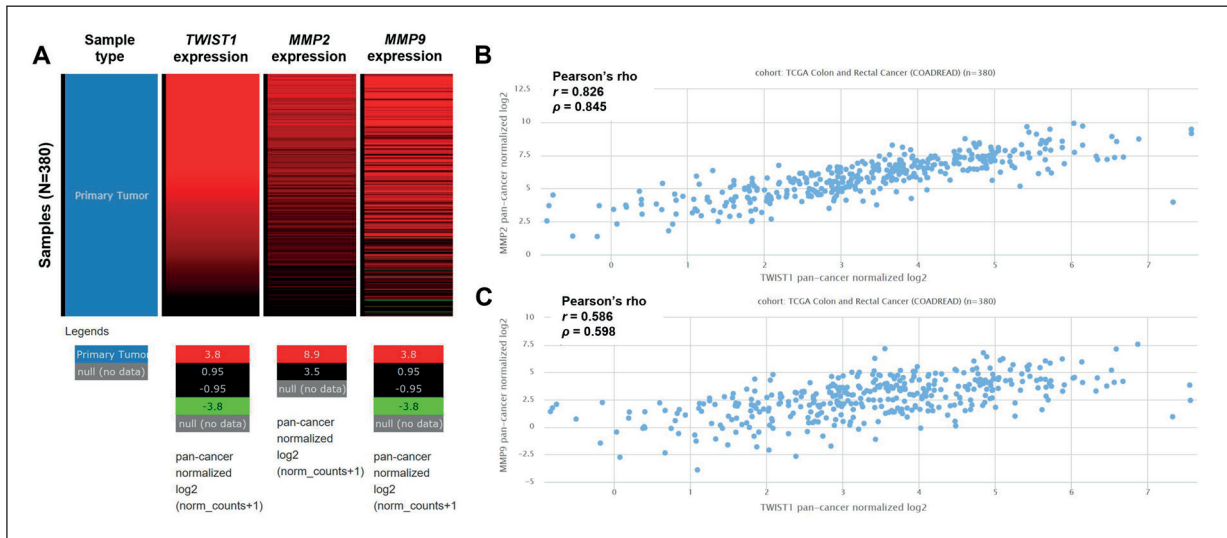 A
Sample type
TWIST1 expression
MMP2 expression
MMP9 expression
Samples (N=380)
Primary Tumor
Legends
Primary Tumor
null (no data)
3.8
0.95
-0.95
-3.8
null (no data)
pan-cancer
normalized
log2
(norm_counts+1)
8.9
3.5
null (no data)
pan-cancer
normalized
log2
(norm_counts+1)
3.8
0.95
-0.95
-3.8
null (no data)
pan-cancer
normalized
log2
(norm_counts+1
B
Pearson's rho
r = 0.826
ρ = 0.845
cohort: TCGA Colon and Rectal Cancer (COADREAD) (n=380)
MMP2 pan-cancer normalized log2
12.5
10
7.5
5
2.5
0
0 1 2 3 4 5 6 7
TWIST1 pan-cancer normalized log2
C
Pearson's rho
r = 0.586
ρ = 0.598
cohort: TCGA Colon and Rectal Cancer (COADREAD) (n=380)
MMP9 pan-cancer normalized log2
10
7.5
5
2.5
0
-2.5
-5
0 1 2 3 4 5 6 7
TWIST1 pan-cancer normalized log2